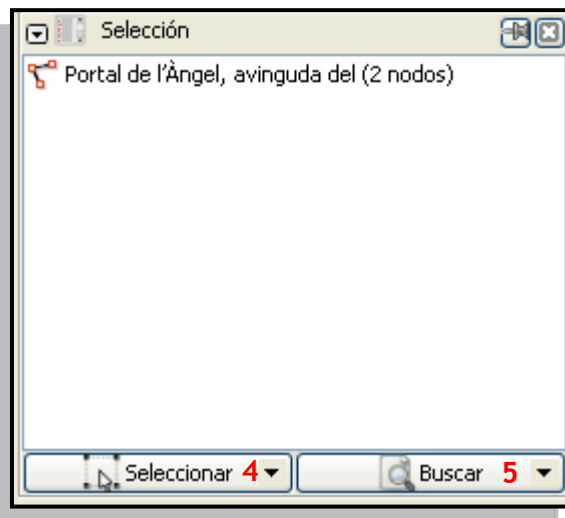 Selección
Portal de l'Àngel, avinguda del (2 nodos)
Seleccionar 4 Buscar 5